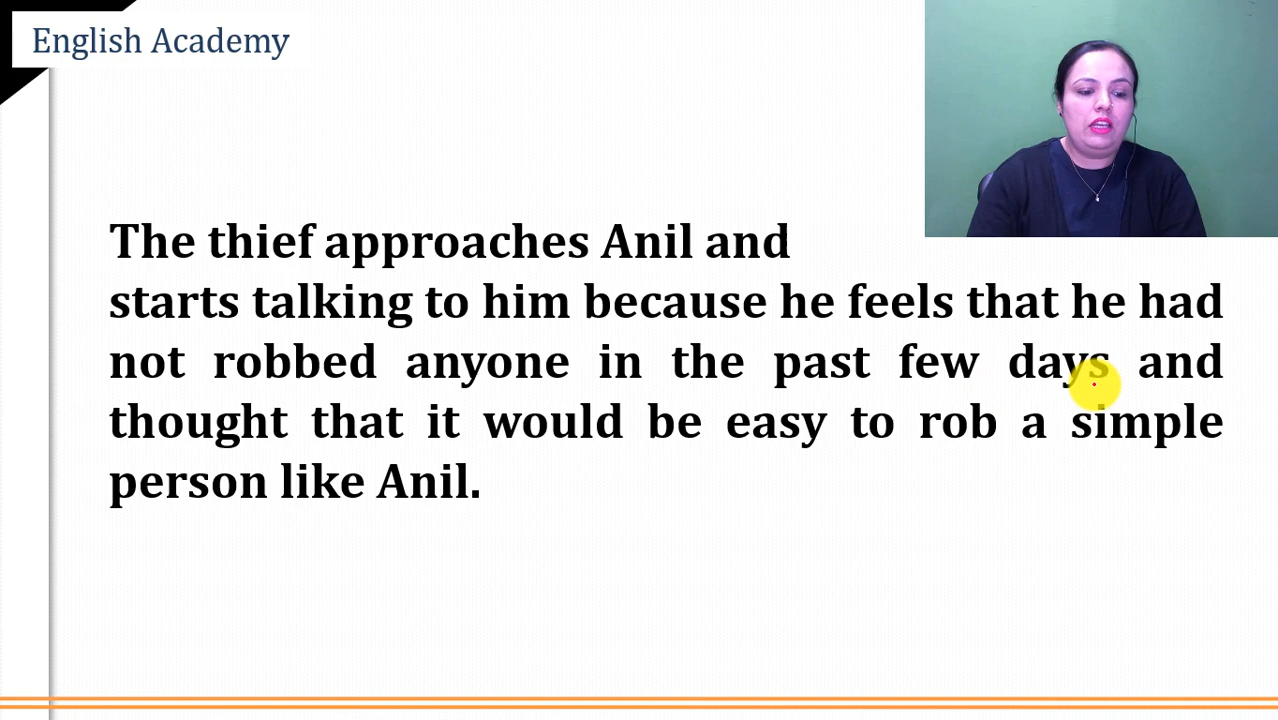 English Academy
The thief approaches Anil and
starts talking to him because he feels that he had
not robbed anyone in the past few days and
thought that it would be easy to rob a simple
person like Anil.